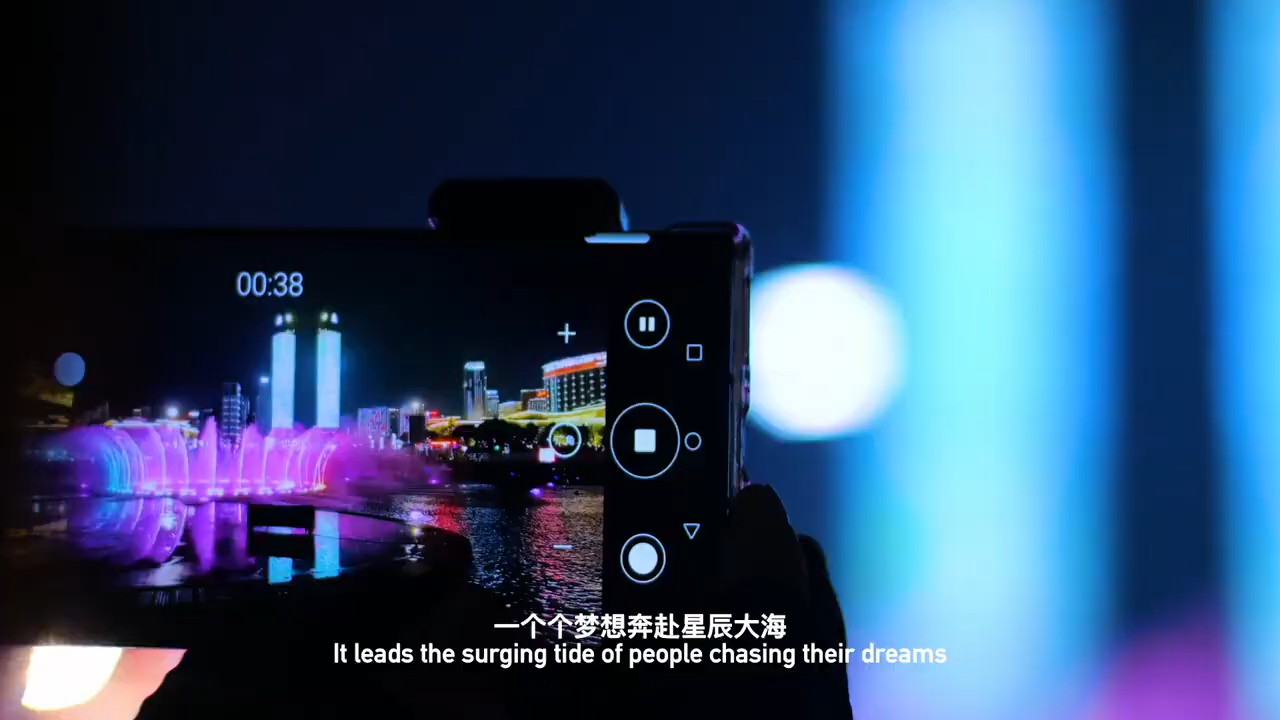 00:38
一个个梦想奔赴星辰大海
It leads the surging tide of people chasing their dreams